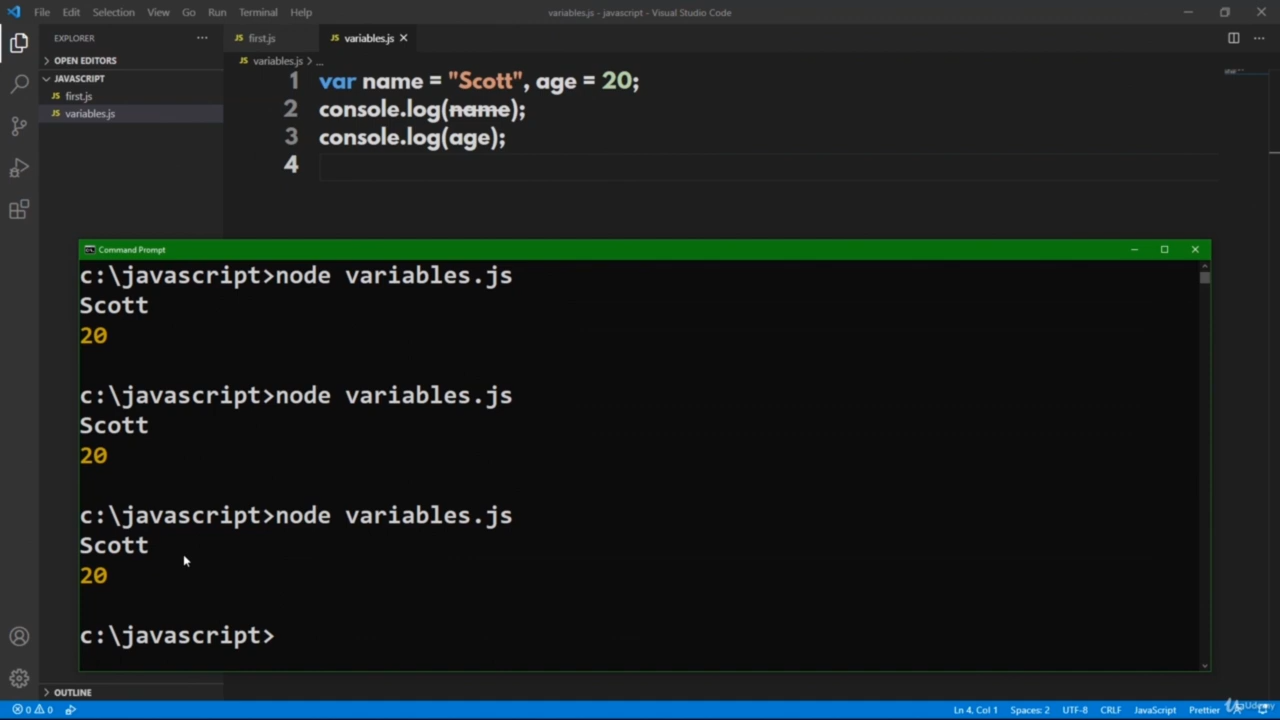 File Edit Selection View Go Run Terminal Help
variables.js - javascript - Visual Studio Code
EXPLORER
OPEN EDITORS
JAVASCRIPT
first.js
variables.js
OUTLINE
first.js
variables.js
variables.js > ...
1 var name = "Scott", age = 20;
2 console.log(name);
3 console.log(age);
4
Command Prompt
c:\javascript>node variables.js
Scott
20
c:\javascript>node variables.js
Scott
20
c:\javascript>node variables.js
Scott
20
c:\javascript>
0 0
Ln 4, Col 1 Spaces: 2 UTF-8 CRLF JavaScript Prettier
Udemy